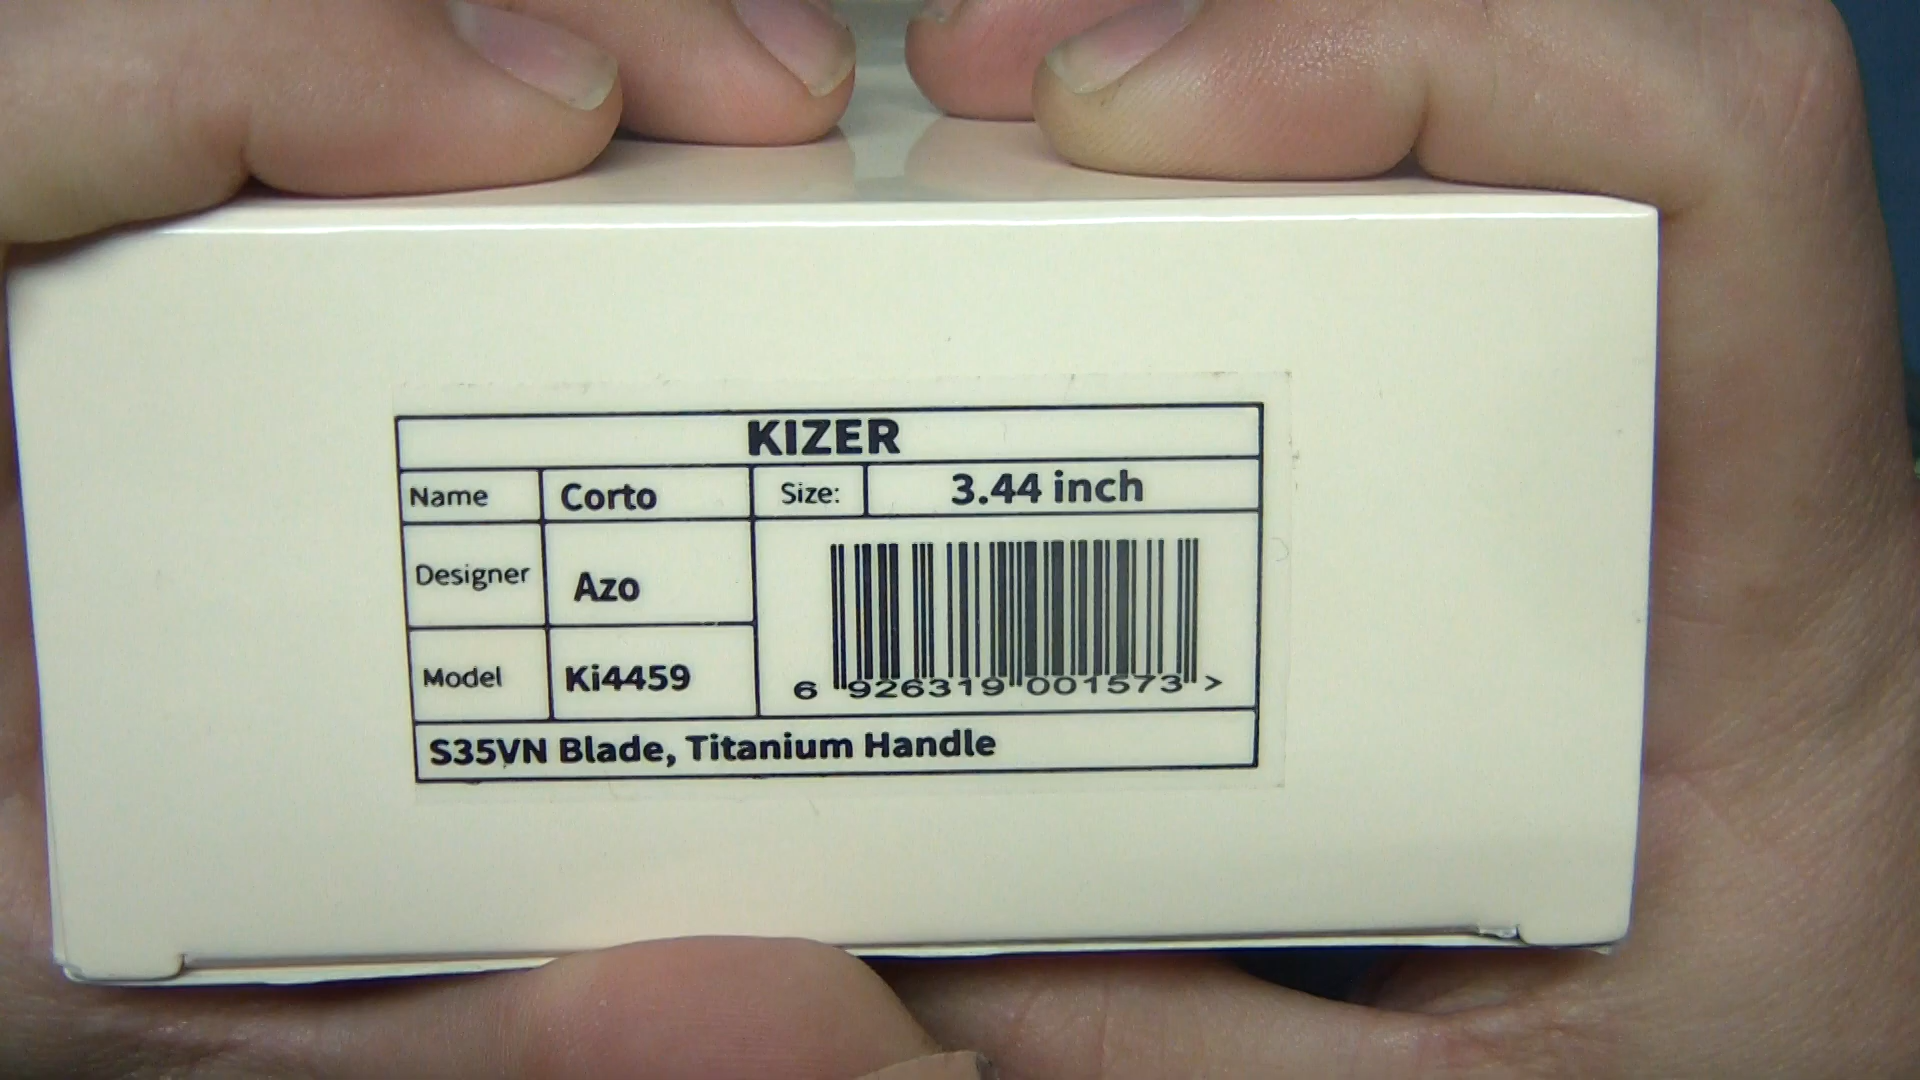 KIZER
Name Corto Size: 3.44 inch
Designer Azo
Model Ki4459
6 926319 001573 >
S35VN Blade, Titanium Handle